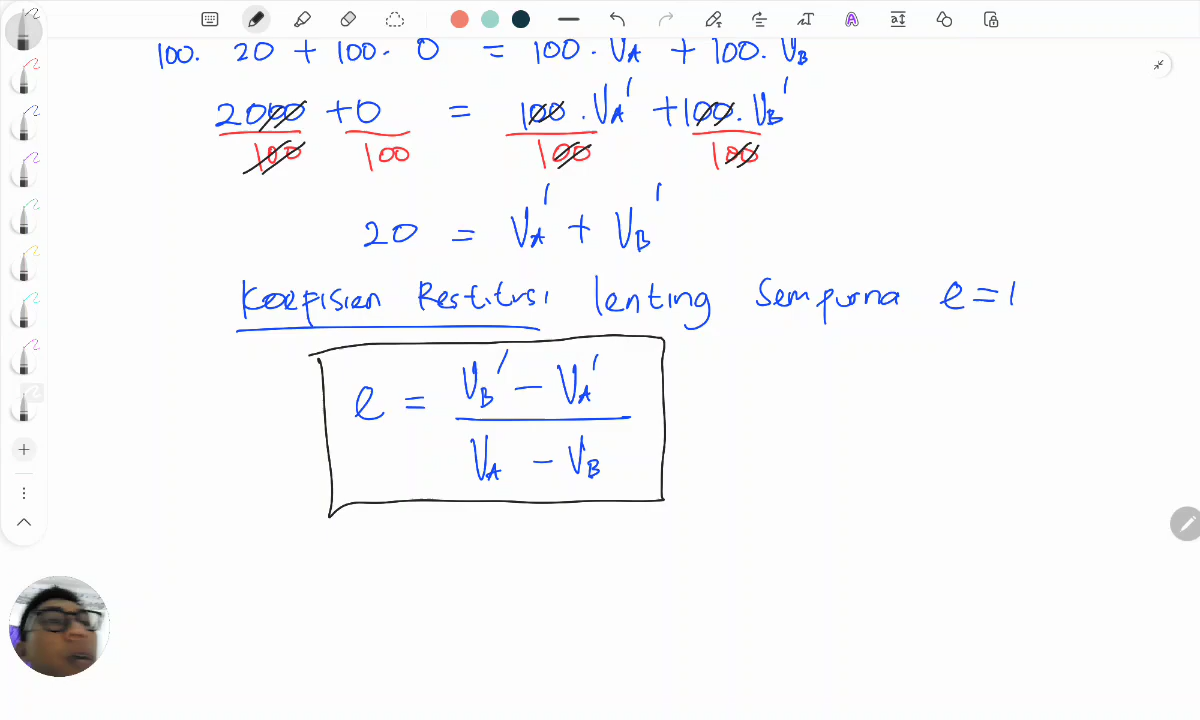 100. 20 + 100. 0 = 100. VA + 100. VB
2000 + 0 = 100. VA' + 100. VB'
100 100 100 100
20 = VA' + VB'
Koefisien Restitusi lenting Sempurna e = 1
e = VB' - VA'
VA - VB